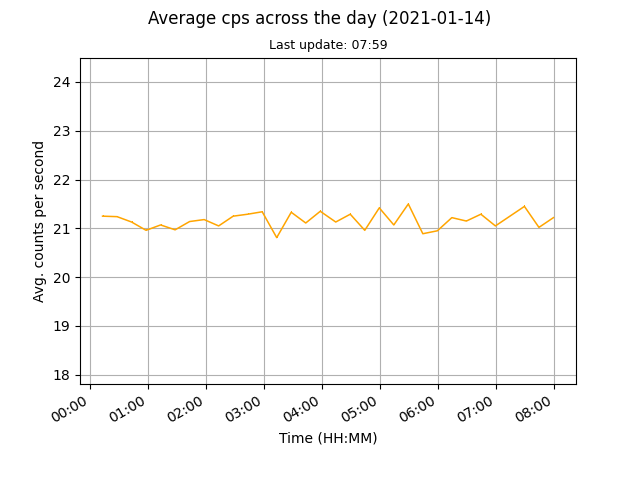 Average cps across the day (2021-01-14)
Last update: 07:59
24
23
22
21
20
19
18
Avg. counts per second
00:00 01:00 02:00 03:00 04:00 05:00 06:00 07:00 08:00
Time (HH:MM)